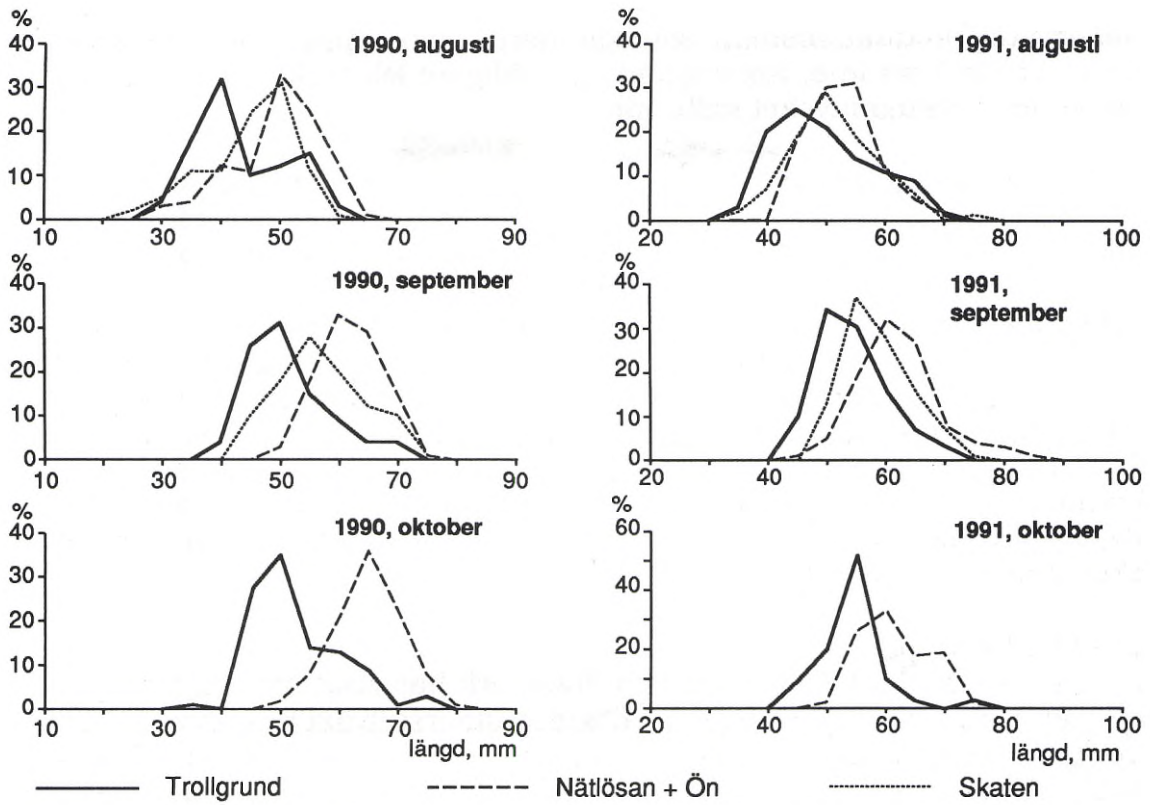 %
1990, augusti
40
30
20
10
0
10 30 50 70 90
%
1991, augusti
40
30
20
10
0
20 40 60 80 100
%
1990, september
40
30
20
10
0
10 30 50 70 90
%
1991,
september
40
30
20
10
0
20 40 60 80 100
%
1990, oktober
40
30
20
10
0
10 30 50 70 90
längd, mm
%
1991, oktober
60
40
20
0
20 40 60 80 100
längd, mm
Trollgrund Nätlösan + Ön Skaten